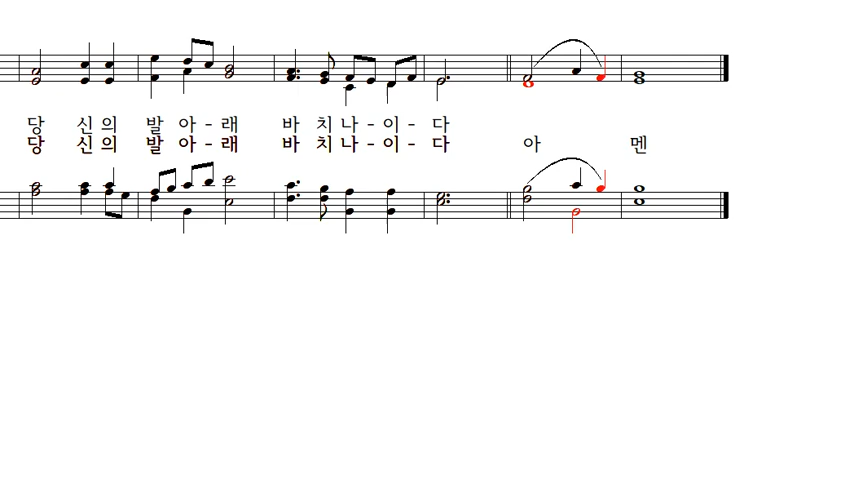 당 신의 발 아-래 바 치나-이-다
당 신의 발 아-래 바 치나-이-다 아 멘